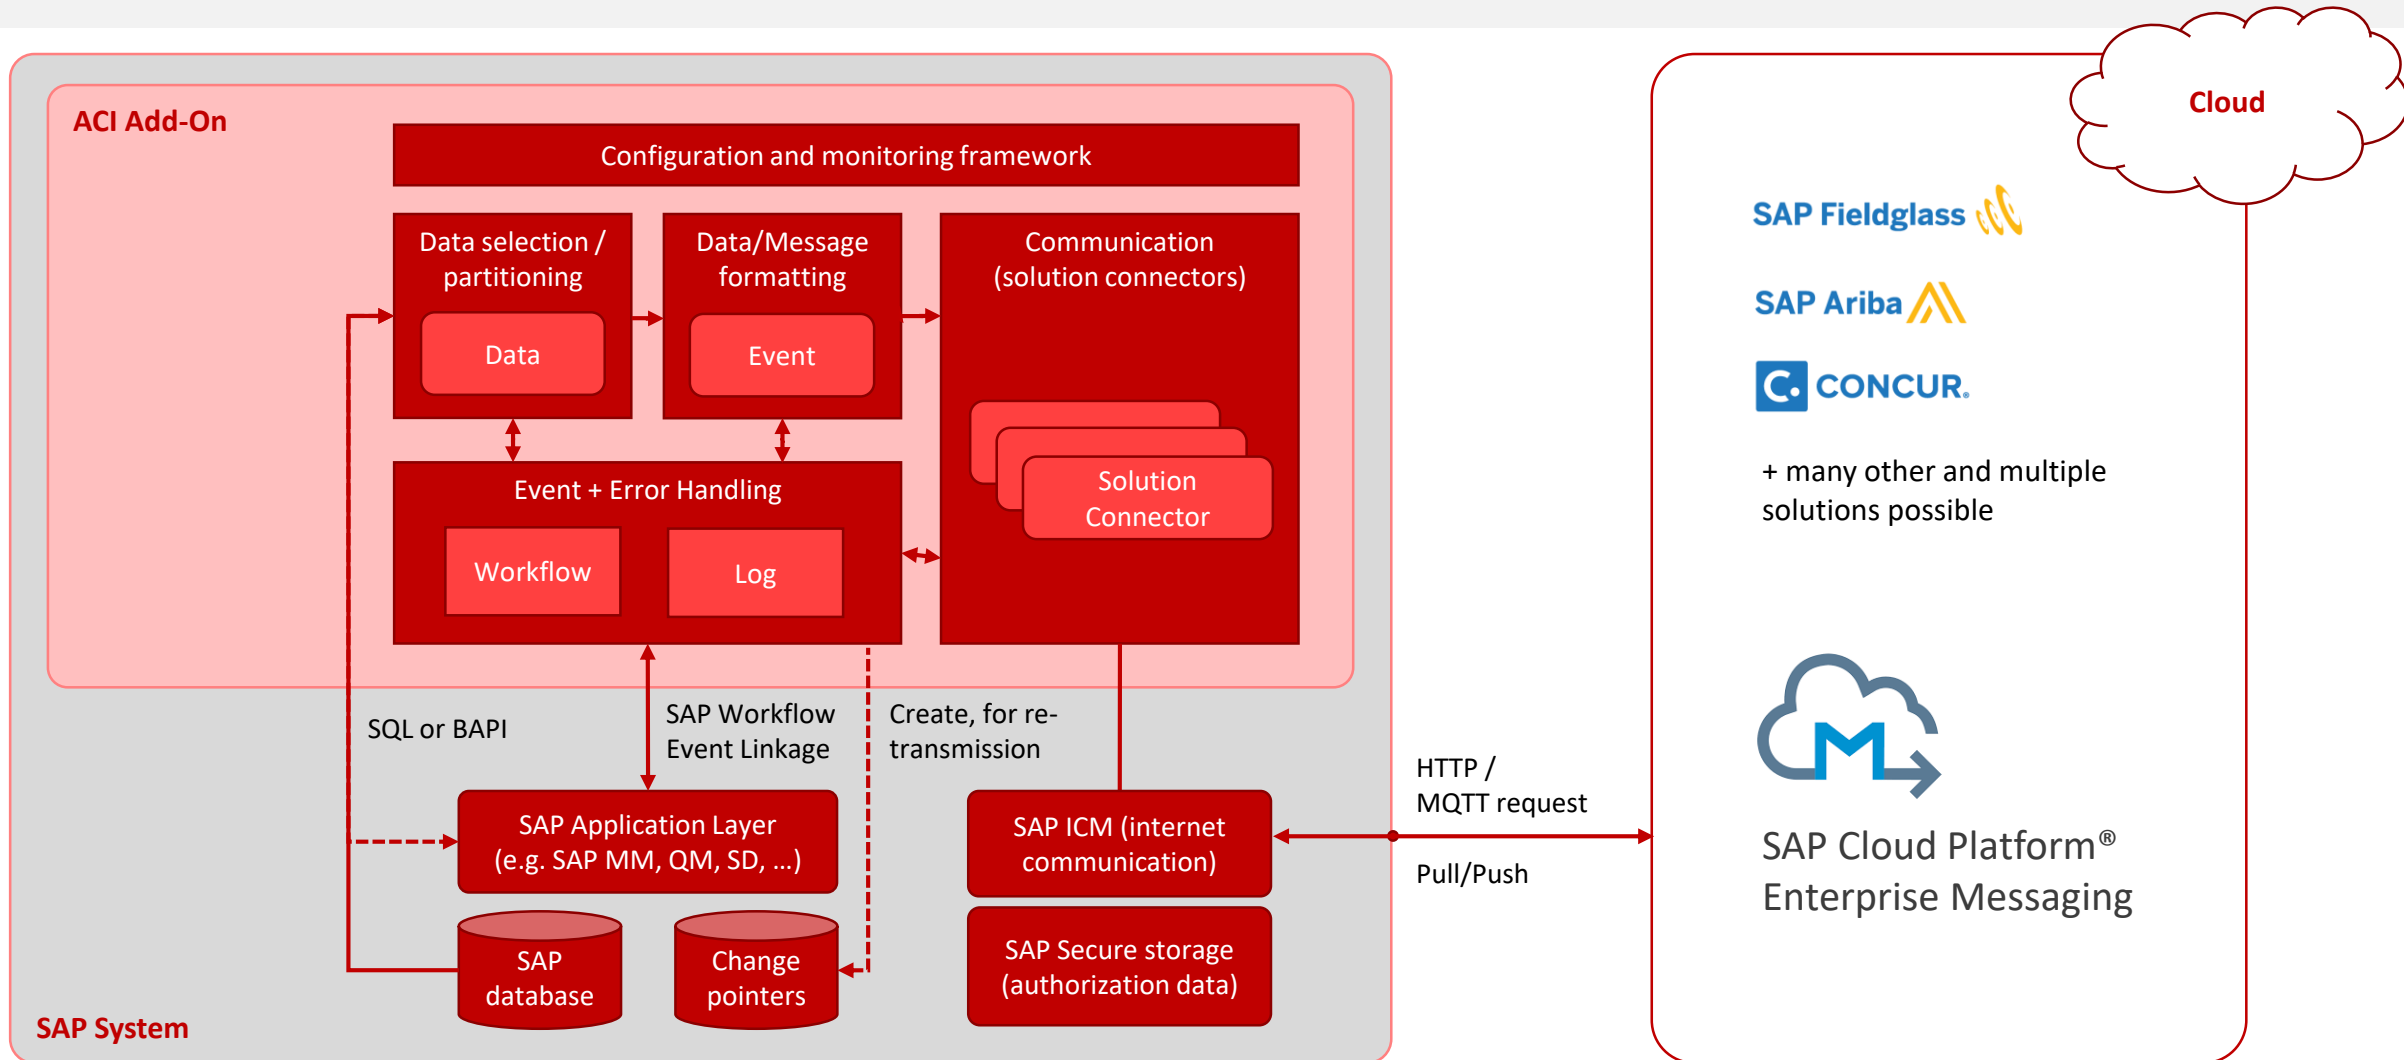 Cloud
ACI Add-On
Configuration and monitoring framework
Data selection /
partitioning
Data
Data/Message
formatting
Event
Communication
(solution connectors)
Solution
Connector
Event + Error Handling
Workflow
Log
SQL or BAPI
SAP Workflow
Event Linkage
Create, for re-
transmission
SAP Application Layer
(e.g. SAP MM, QM, SD, ...)
SAP ICM (internet
communication)
SAP
database
Change
pointers
SAP Secure storage
(authorization data)
SAP System
HTTP /
MQTT request
Pull/Push
SAP Fieldglass
SAP Ariba
C. CONCUR®
+ many other and multiple
solutions possible
M
SAP Cloud Platform®
Enterprise Messaging